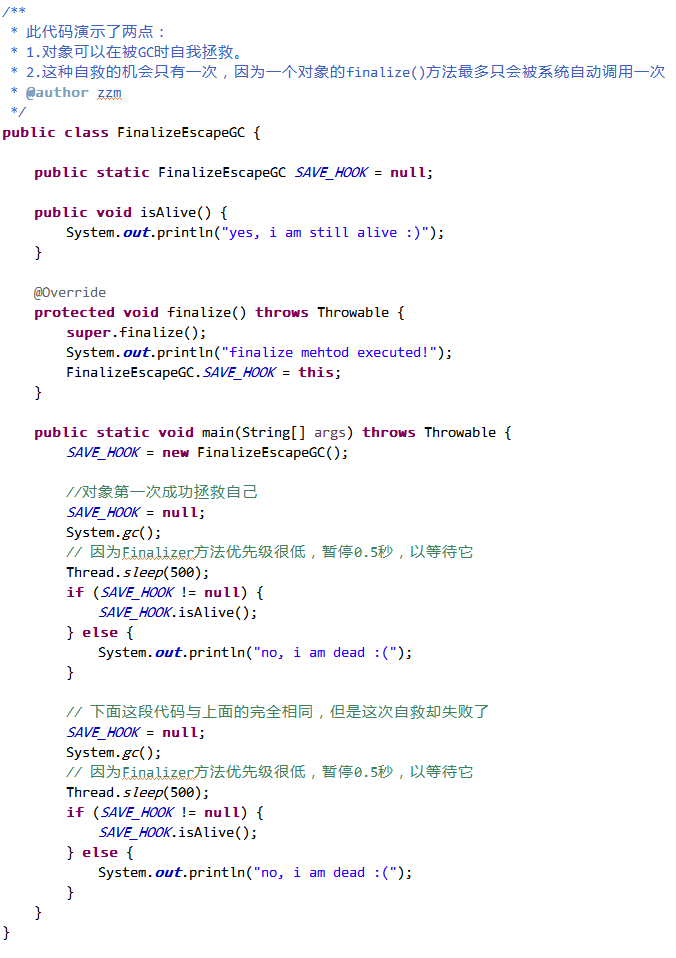 /**
 * 此代码演示了两点：
 * 1.对象可以在被GC时自我拯救。
 * 2.这种自救的机会只有一次，因为一个对象的finalize()方法最多只会被系统自动调用一次
 * @author zzm
 */
public class FinalizeEscapeGC {
    public static FinalizeEscapeGC SAVE_HOOK = null;
    public void isAlive() {
        System.out.println("yes, i am still alive :)");
    }
    @Override
    protected void finalize() throws Throwable {
        super.finalize();
        System.out.println("finalize mehtod executed!");
        FinalizeEscapeGC.SAVE_HOOK = this;
    }
    public static void main(String[] args) throws Throwable {
        SAVE_HOOK = new FinalizeEscapeGC();
        //对象第一次成功拯救自己
        SAVE_HOOK = null;
        System.gc();
        // 因为Finalizer方法优先级很低，暂停0.5秒，以等待它
        Thread.sleep(500);
        if (SAVE_HOOK != null) {
            SAVE_HOOK.isAlive();
        } else {
            System.out.println("no, i am dead :(");
        }
        // 下面这段代码与上面的完全相同，但是这次自救却失败了
        SAVE_HOOK = null;
        System.gc();
        // 因为Finalizer方法优先级很低，暂停0.5秒，以等待它
        Thread.sleep(500);
        if (SAVE_HOOK != null) {
            SAVE_HOOK.isAlive();
        } else {
            System.out.println("no, i am dead :(");
        }
    }
}